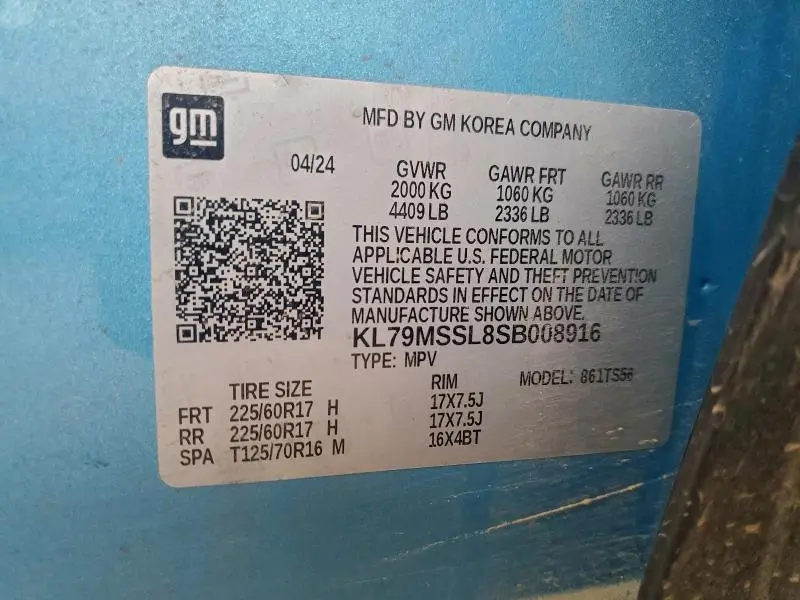 gm
MFD BY GM KOREA COMPANY
04/24
GVWR GAWR FRT GAWR RR
2000 KG 1060 KG 1060 KG
4409 LB 2336 LB 2336 LB
THIS VEHICLE CONFORMS TO ALL
APPLICABLE U.S. FEDERAL MOTOR
VEHICLE SAFETY AND THEFT PREVENTION
STANDARDS IN EFFECT ON THE DATE OF
MANUFACTURE SHOWN ABOVE.
KL79MSSL8SB008916
TYPE: MPV MODEL: 861TS56
TIRE SIZE RIM
FRT 225/60R17 H 17X7.5J
RR 225/60R17 H 17X7.5J
SPA T125/70R16 M 16X4BT